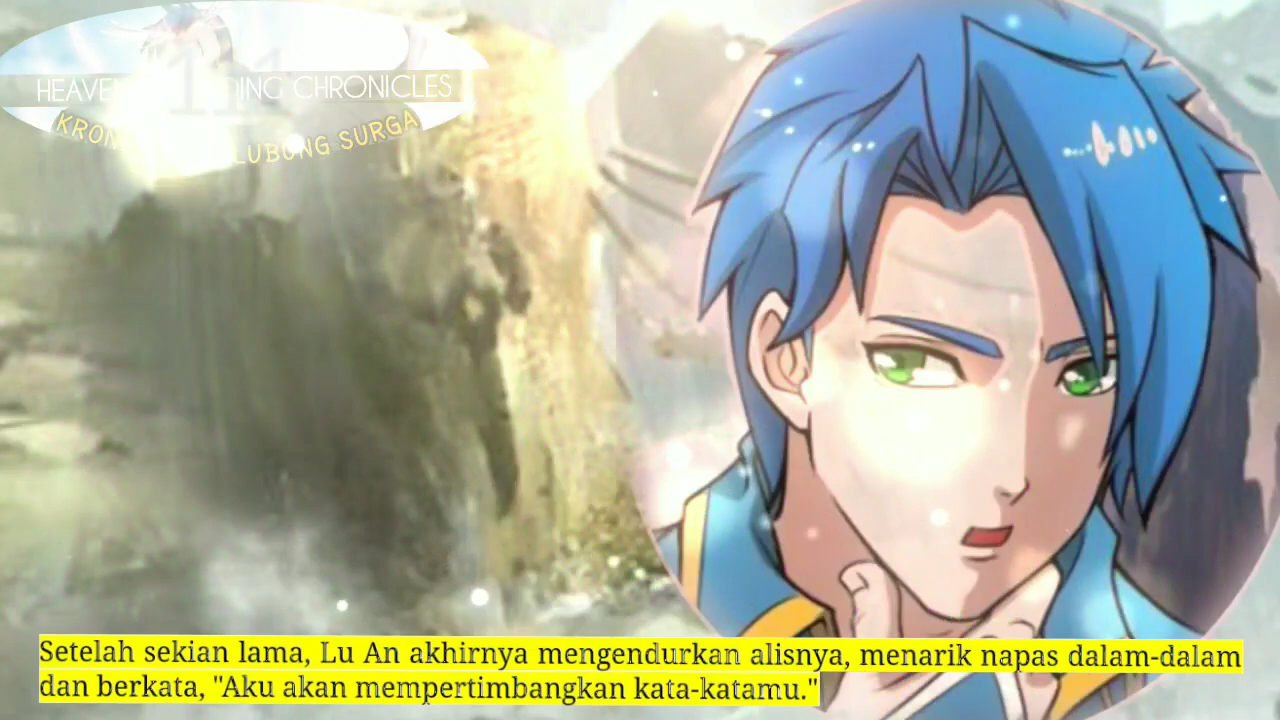 HEAVEN CHRONICLES
KRON LUBUNG SURGA
Setelah sekian lama, Lu An akhirnya mengendurkan alisnya, menarik napas dalam-dalam
dan berkata, "Aku akan mempertimbangkan kata-katamu."